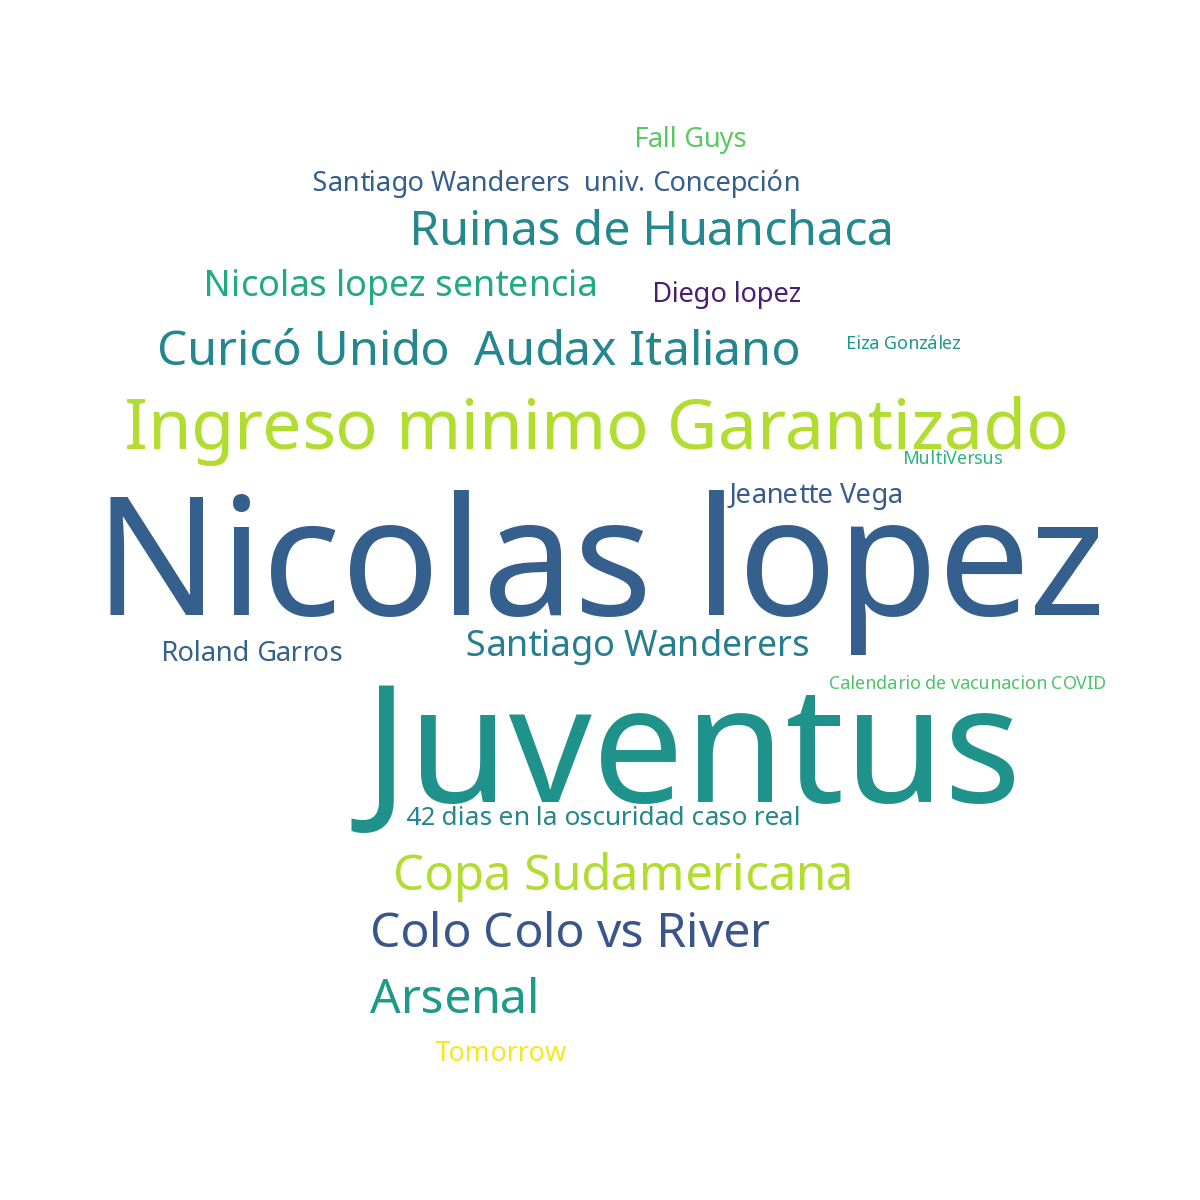 Fall Guys
Santiago Wanderers  univ. Concepción
Ruinas de Huanchaca
Nicolas lopez sentencia
Diego lopez
Curicó Unido  Audax Italiano
Eiza González
Ingreso minimo Garantizado
MultiVersus
Jeanette Vega
Nicolas lopez
Roland Garros
Santiago Wanderers
Calendario de vacunacion COVID
Juventus
42 dias en la oscuridad caso real
Copa Sudamericana
Colo Colo vs River
Arsenal
Tomorrow